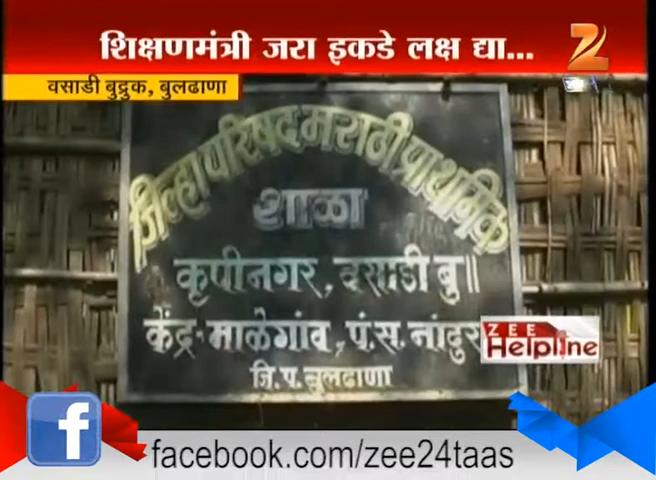 शिक्षणमंत्री जरा इकडे लक्ष द्या...
वसाडी बुद्रुक, बुलढाणा
जिल्हा परिषद मराठी प्राथमिक
शाळा
कृषीनगर, वसाडी बु॥
केंद्र-माळेगांव, पं.स. नांदुर
जि.प. बुलढाणा
ZEE
Helpline
facebook.com/zee24taas